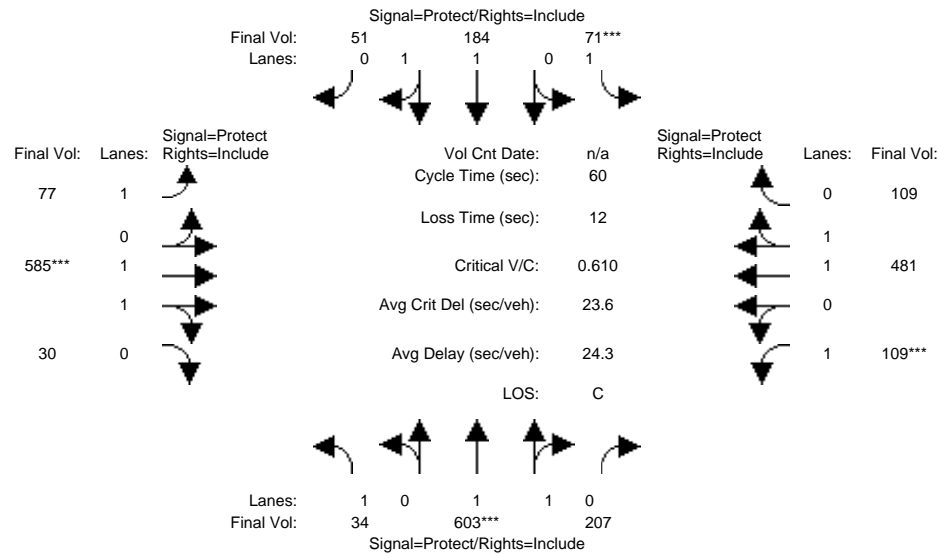 Signal=Protect/Rights=Include
Final Vol: 51 184 71***
Lanes: 0 1 1 0 1
Signal=Protect Signal=Protect
Final Vol: Lanes: Rights=Include Vol Cnt Date: n/a Rights=Include Lanes: Final Vol:
Cycle Time (sec): 60
77 1 0 109
Loss Time (sec): 12
0 1
585*** 1 Critical V/C: 0.610 1 481
1 Avg Crit Del (sec/veh): 23.6 0
30 0 Avg Delay (sec/veh): 24.3 1 109***
LOS: C
Lanes: 1 0 1 1 0
Final Vol: 34 603*** 207
Signal=Protect/Rights=Include